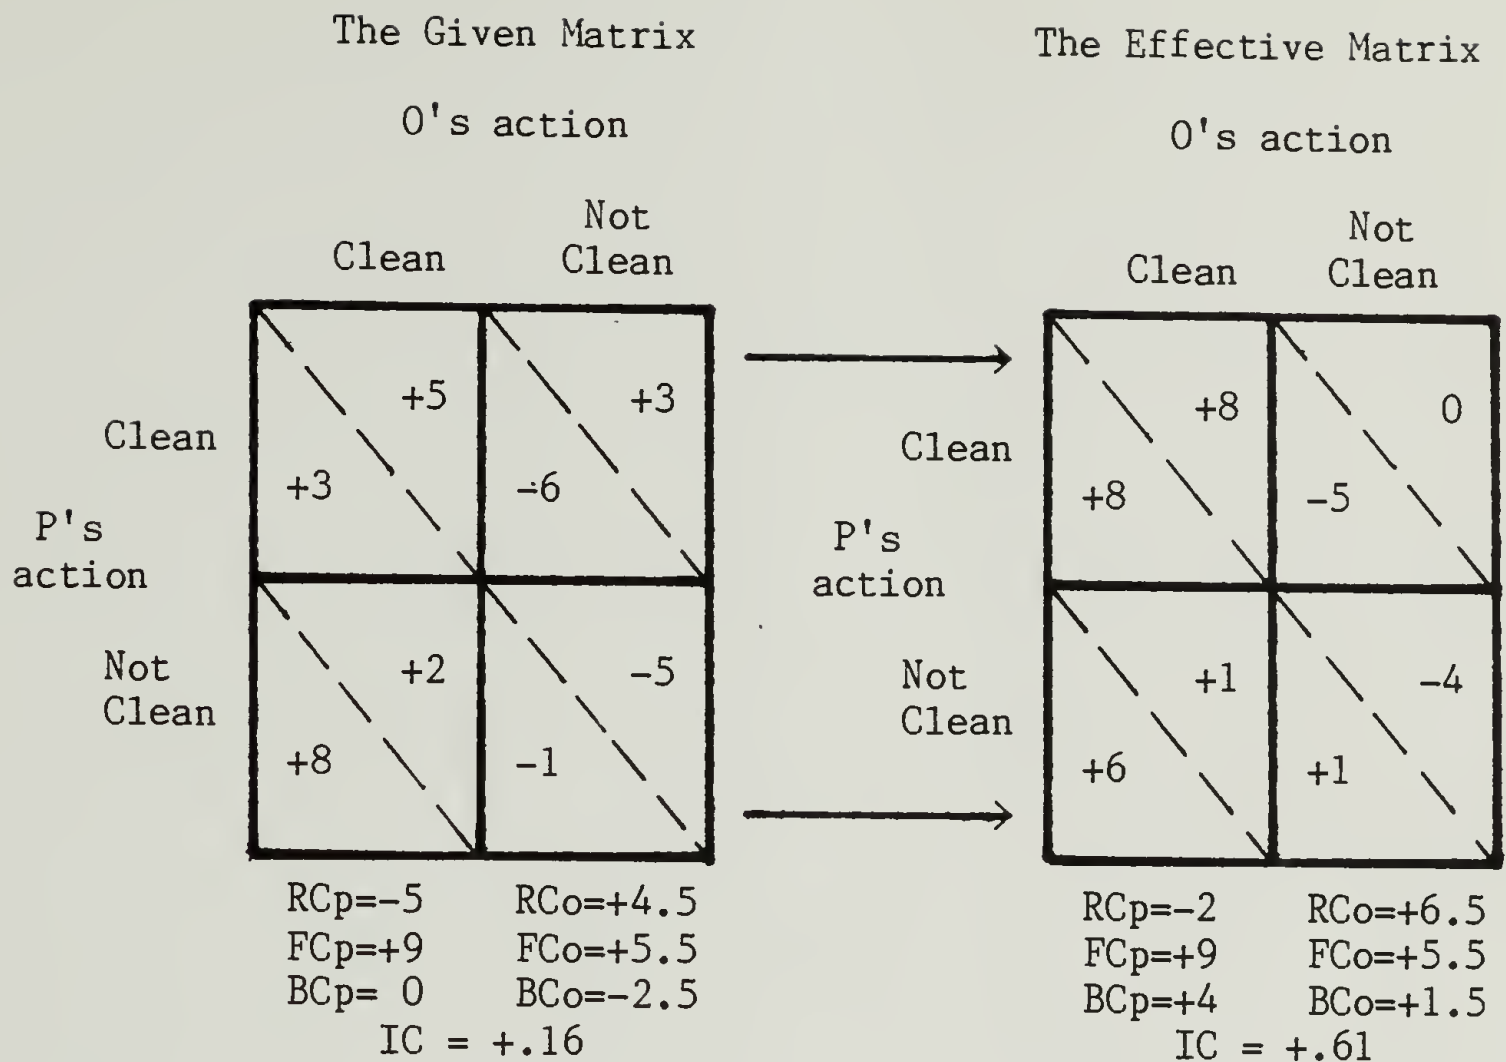 The Given Matrix
O's action
Clean
Not
Clean
P's
action
Clean
+5
+3
+3
-6
Not
Clean
+2
-5
+8
-1
RCp=-5 RCo=+4.5
FCp=+9 FCo=+5.5
BCp= 0 BCo=-2.5
IC = +.16
The Effective Matrix
O's action
Clean
Not
Clean
P's
action
Clean
+8
0
+8
-5
Not
Clean
+1
-4
+6
+1
RCp=-2 RCo=+6.5
FCp=+9 FCo=+5.5
BCp=+4 BCo=+1.5
IC = +.61